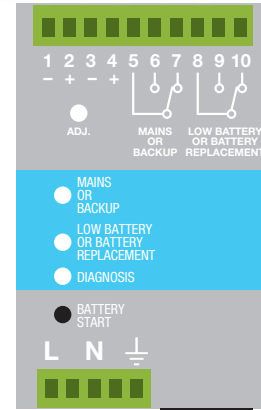 1 2 3 4 5 6 7 8 9 10
− + − +
ADJ.
MAINS
OR
BACKUP
LOW BATTERY
OR BATTERY
REPLACEMENT
MAINS
OR
BACKUP
LOW BATTERY
OR BATTERY
REPLACEMENT
DIAGNOSIS
BATTERY
START
L N